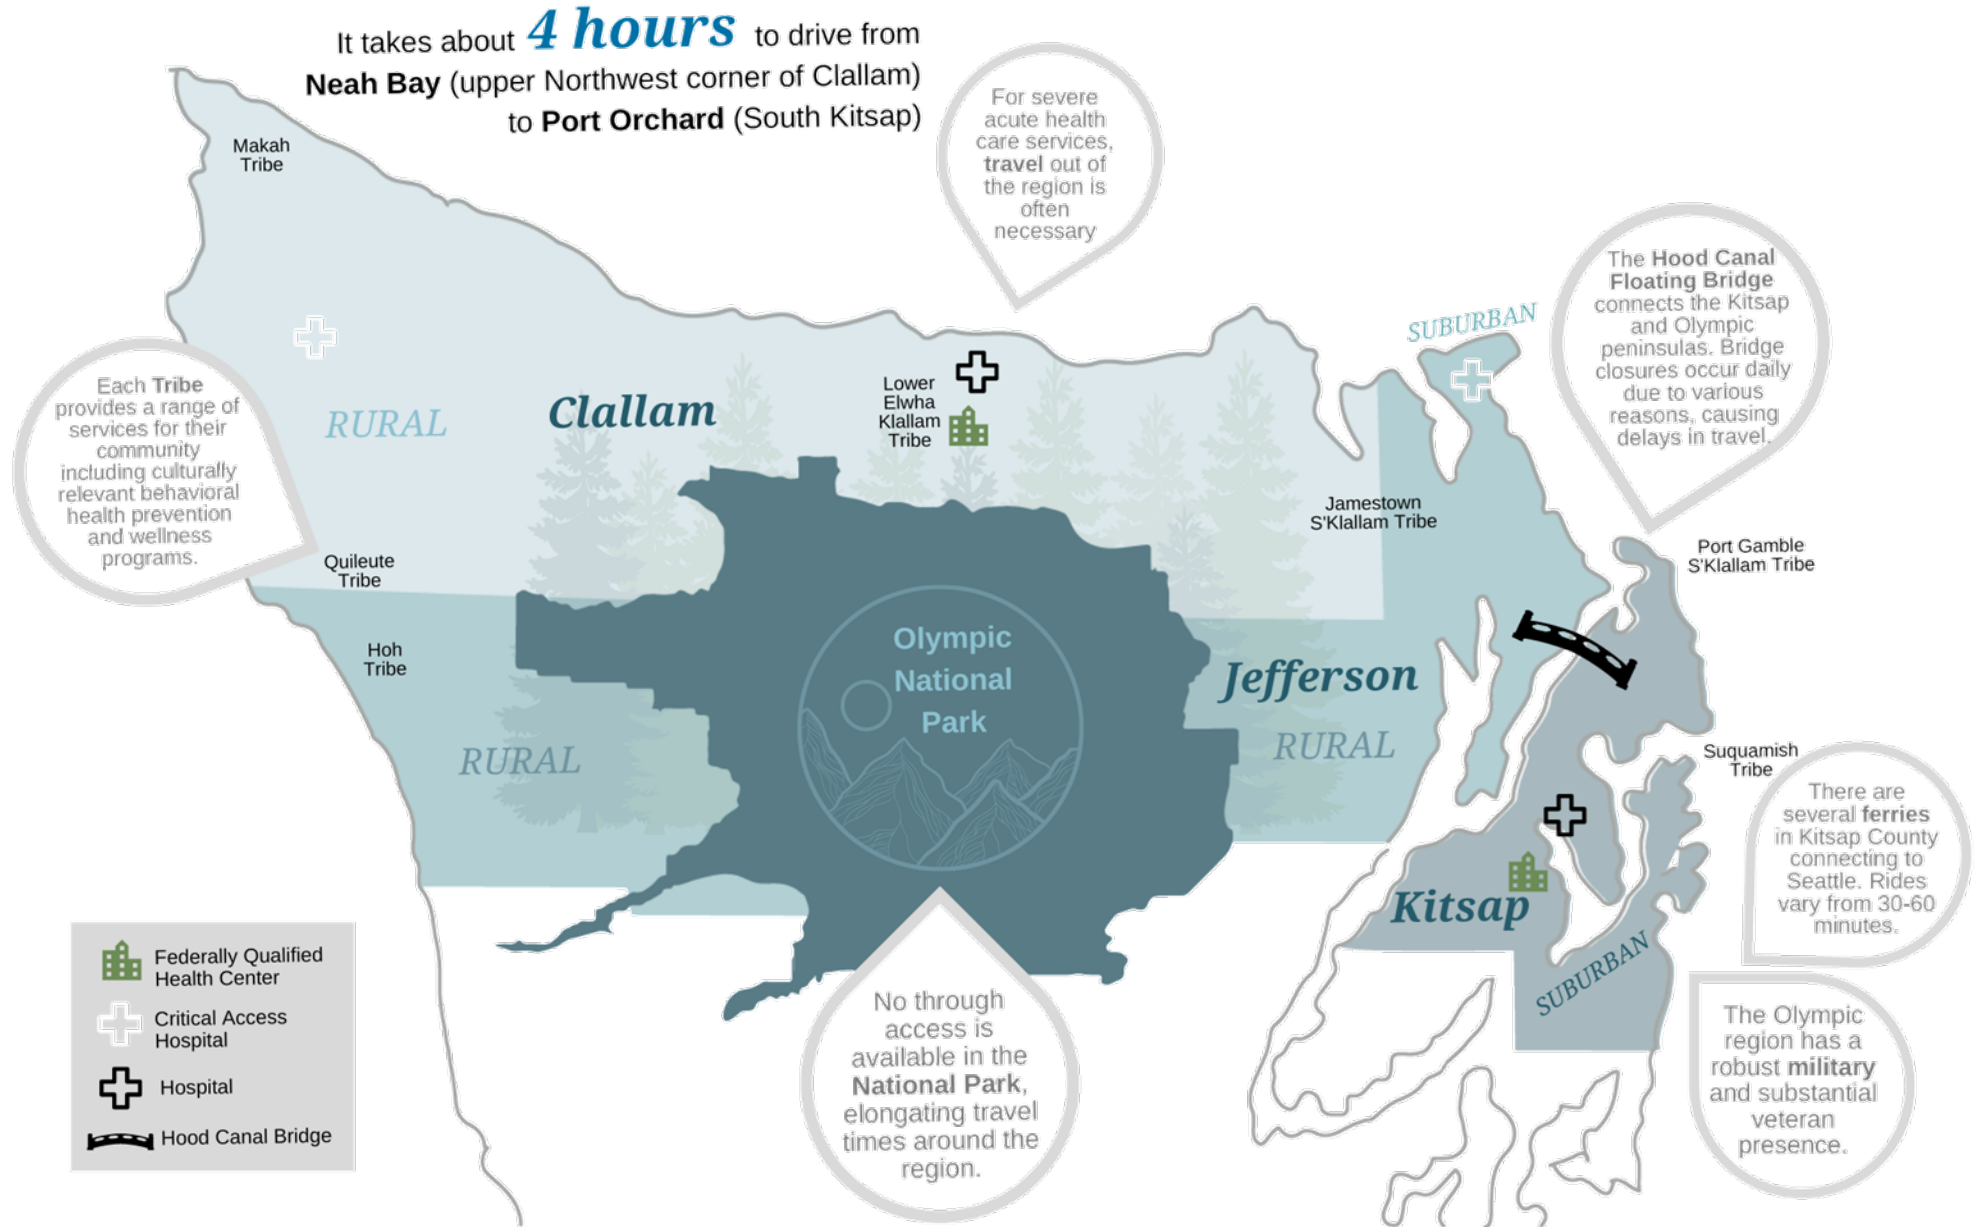 It takes about 4 hours to drive from
Neah Bay (upper Northwest corner of Clallam)
to Port Orchard (South Kitsap)
For severe
acute health
care services,
travel out of
the region is
often
necessary
Makah
Tribe
The Hood Canal
Floating Bridge
connects the Kitsap
and Olympic
peninsulas. Bridge
closures occur daily
due to various
reasons, causing
delays in travel.
SUBURBAN
Each Tribe
provides a range of
services for their
community
including culturally
relevant behavioral
health prevention
and wellness
programs.
RURAL
Clallam
Lower
Elwha
Klallam
Tribe
Jamestown
S'Klallam Tribe
Port Gamble
S'Klallam Tribe
Quileute
Tribe
Hoh
Tribe
Olympic
National
Park
Jefferson
RURAL
RURAL
Suquamish
Tribe
There are
several ferries
in Kitsap County
connecting to
Seattle. Rides
vary from 30-60
minutes.
Kitsap
SUBURBAN
Federally Qualified
Health Center
Critical Access
Hospital
Hospital
Hood Canal Bridge
No through
access is
available in the
National Park,
elongating travel
times around the
region.
The Olympic
region has a
robust military
and substantial
veteran
presence.